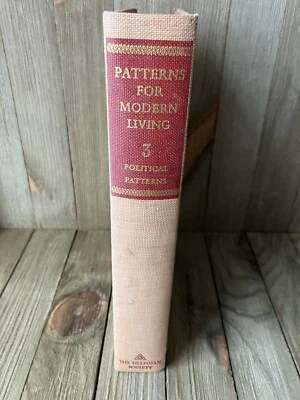 PATTERNS
FOR
MODERN
LIVING
3
POLITICAL
PATTERNS
THE DELPHIAN
SOCIETY